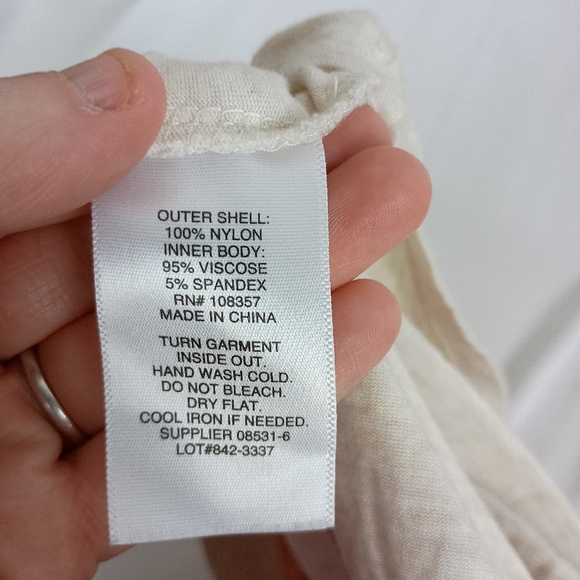 OUTER SHELL:
100% NYLON
INNER BODY:
95% VISCOSE
5% SPANDEX
RN# 108357
MADE IN CHINA
TURN GARMENT
INSIDE OUT.
HAND WASH COLD.
DO NOT BLEACH.
DRY FLAT.
COOL IRON IF NEEDED.
SUPPLIER 08531-6
LOT#842-3337